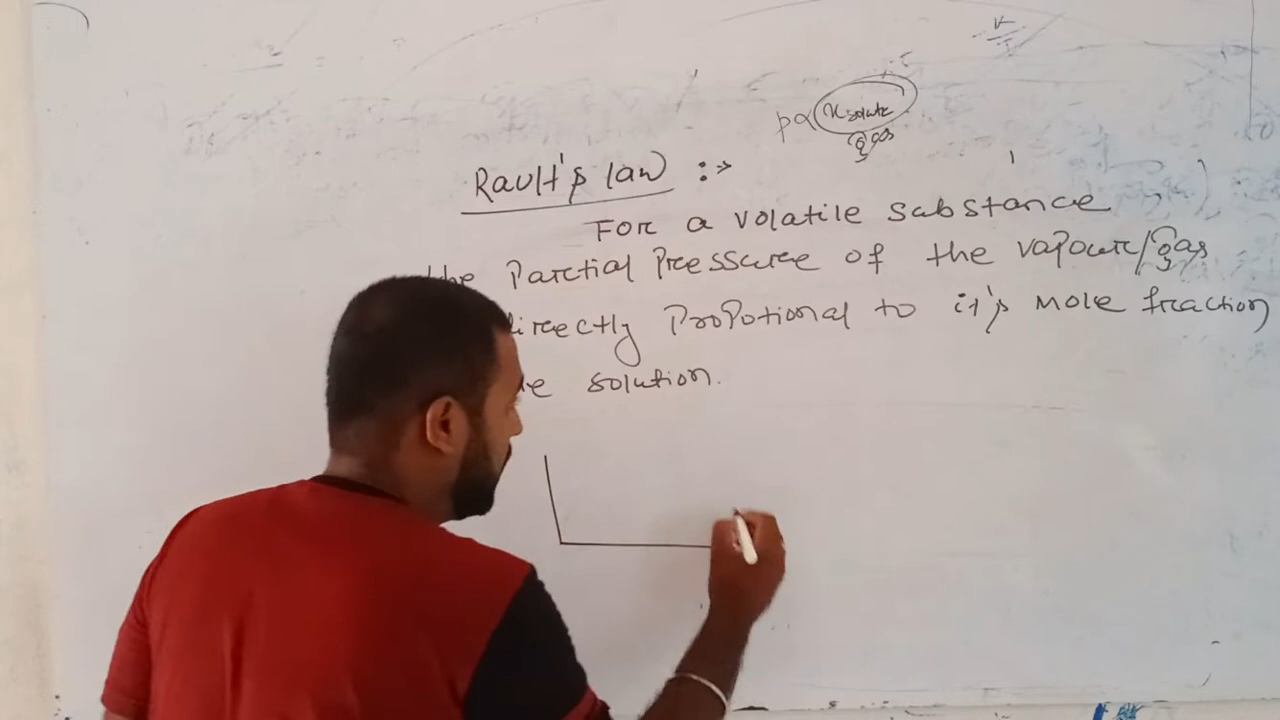 p∝ x solute
gas
Rault's law :→
For a volatile substance
the Partial Pressure of the vapour/gas
directly Propotional to it's mole fraction
solution.